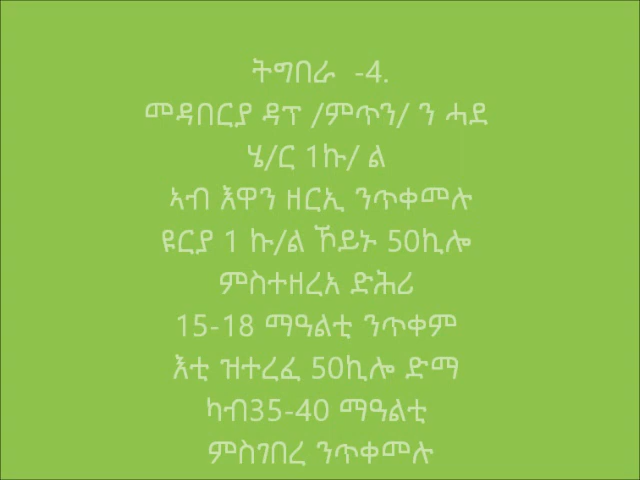 ትግበራ -4.
መዳበርያ ዳፕ /ምጥን/ ን ሓደ
ሄ/ር 1ኩ/ ል
ኣብ እዋን ዘርኢ ንጥቀመሉ
ዩርያ 1 ኩ/ል ኾይኑ 50ኪሎ
ምስተዘረአ ድሕሪ
15-18 ማዓልቲ ንጥቀም
እቲ ዝተረፈ 50ኪሎ ድማ
ካብ35-40 ማዓልቲ
ምስገበረ ንጥቀመሉ